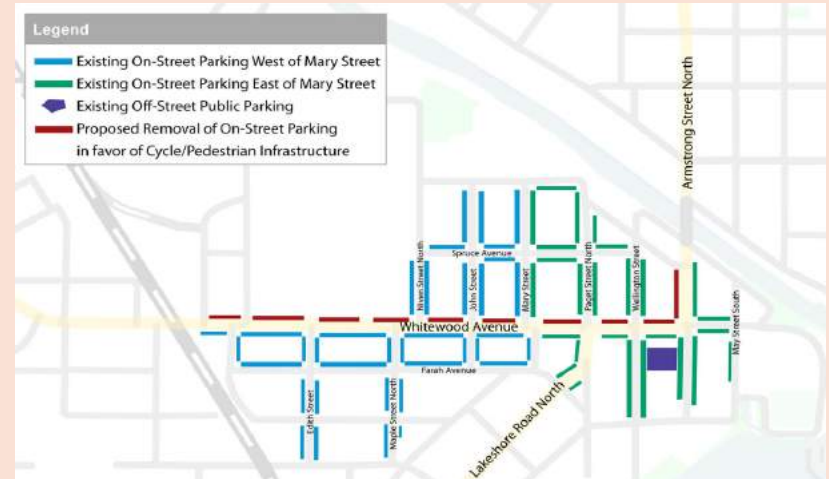 Legend
Existing On-Street Parking West of Mary Street
Existing On-Street Parking East of Mary Street
Existing Off-Street Public Parking
Proposed Removal of On-Street Parking
in favor of Cycle/Pedestrian Infrastructure
Armstrong Street North
Spruce Avenue
Niven Street North
John Street
Mary Street
Paget Street North
Wellington Street
May Street South
Whitewood Avenue
Farah Avenue
Edith Street
Maple Street North
Lakeshore Road North